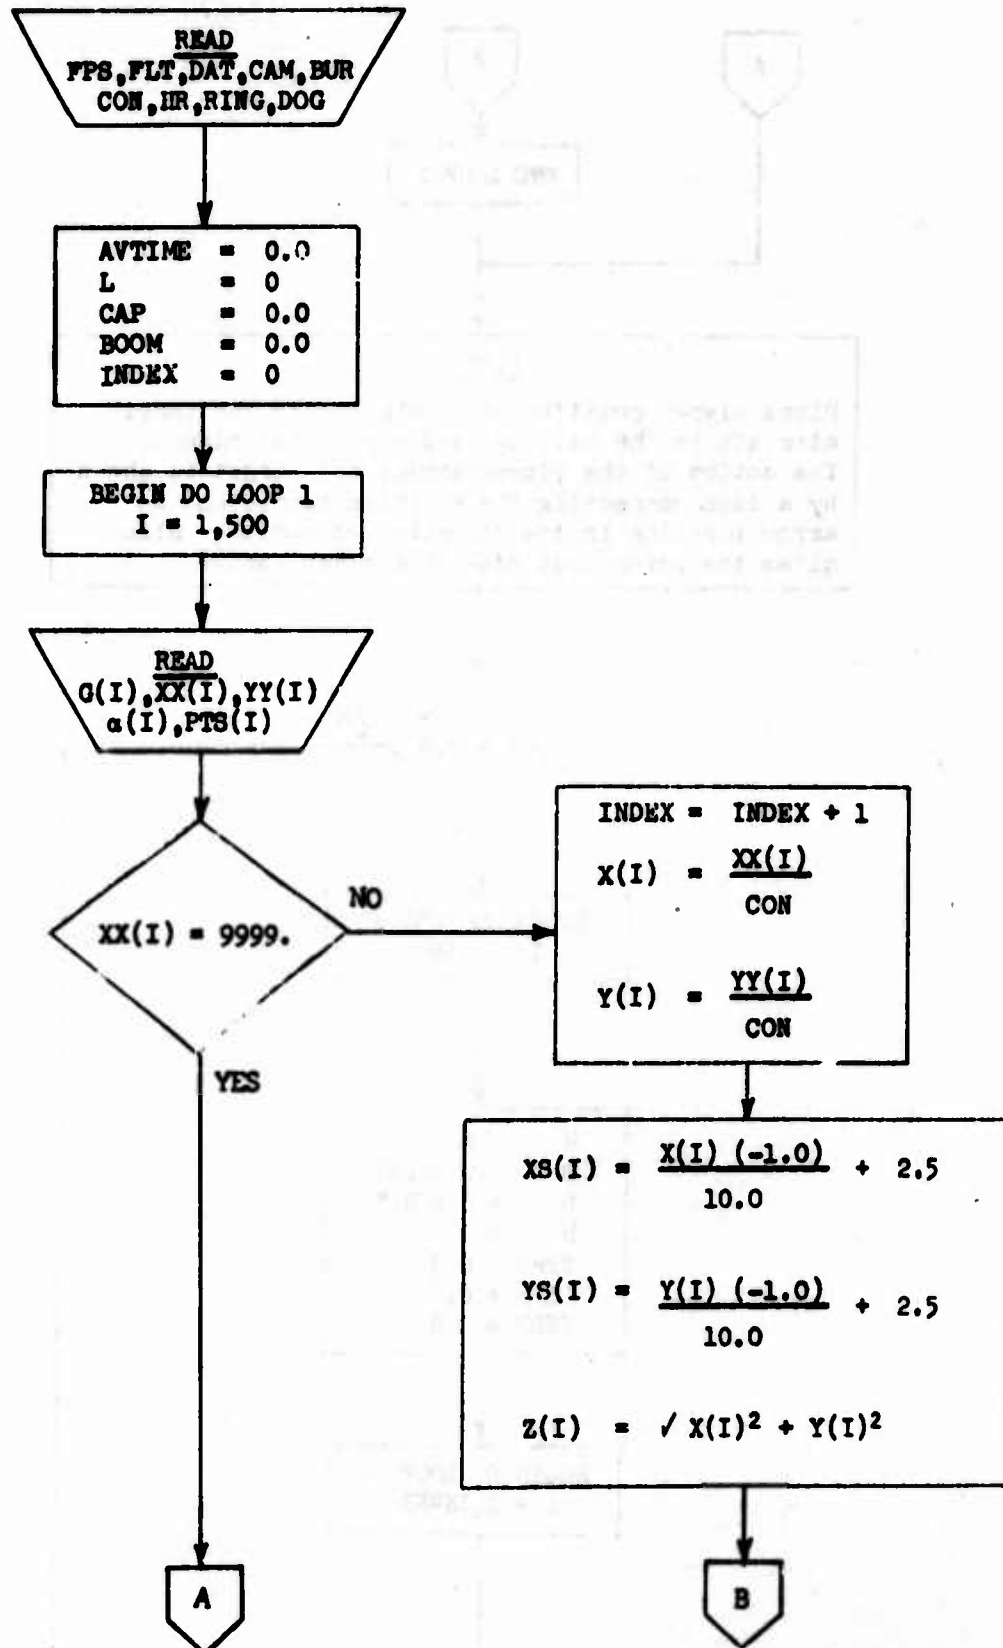 READ
FPS,FLT,DAT,CAM,BUR
CON,HR,RING,DOG
AVTIME = 0.0
L = 0
CAP = 0.0
BOOM = 0.0
INDEX = 0
BEGIN DO LOOP 1
I = 1,500
READ
G(I),XX(I),YY(I)
α(I),PTS(I)
XX(I) = 9999.
NO
YES
INDEX = INDEX + 1
X(I) = XX(I)
CON
Y(I) = YY(I)
CON
XS(I) = X(I) (-1.0) + 2.5
10.0
YS(I) = Y(I) (-1.0) + 2.5
10.0
Z(I) = √ X(I)² + Y(I)²
A
B